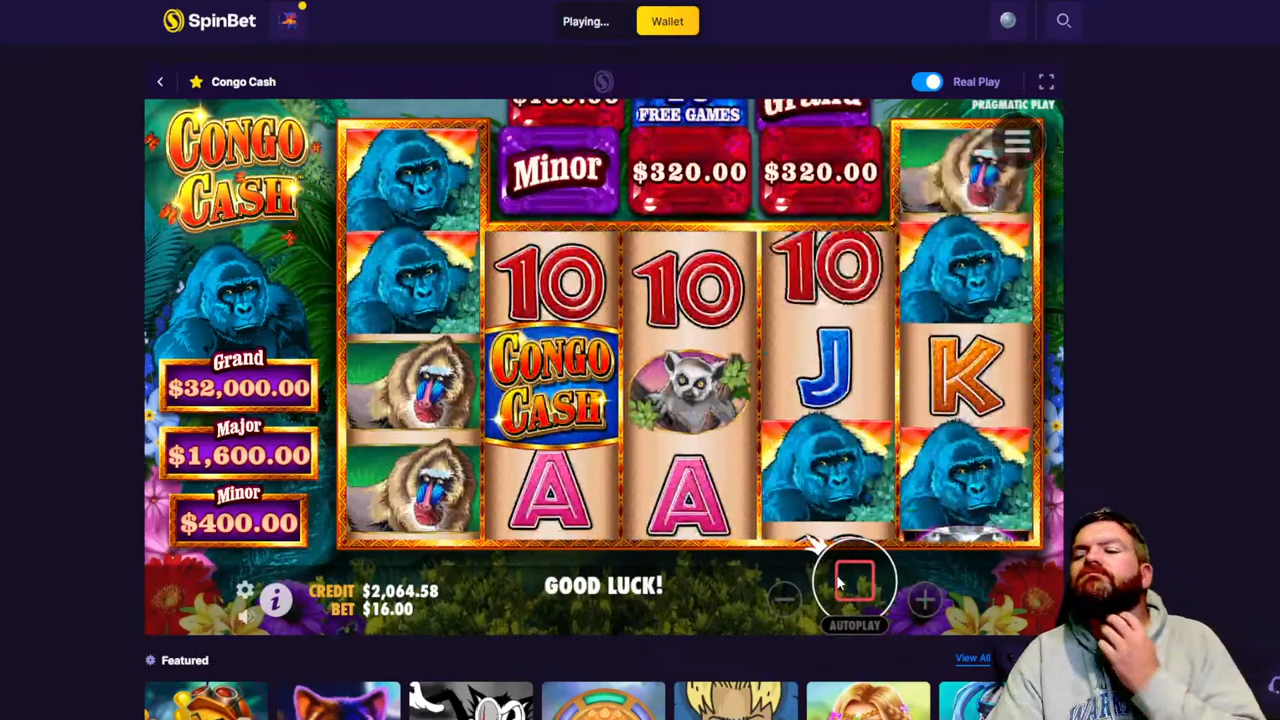 SpinBet
Playing...
Wallet
Congo Cash
Real Play
PRAGMATIC PLAY
CONGO
CASH
FREE GAMES
Grand
Minor
$320.00
$320.00
10
10
10
CONGO
CASH
J
K
A
A
Grand
$32,000.00
Major
$1,600.00
Minor
$400.00
CREDIT $2,064.58
BET $16.00
GOOD LUCK!
AUTOPLAY
Featured
View All